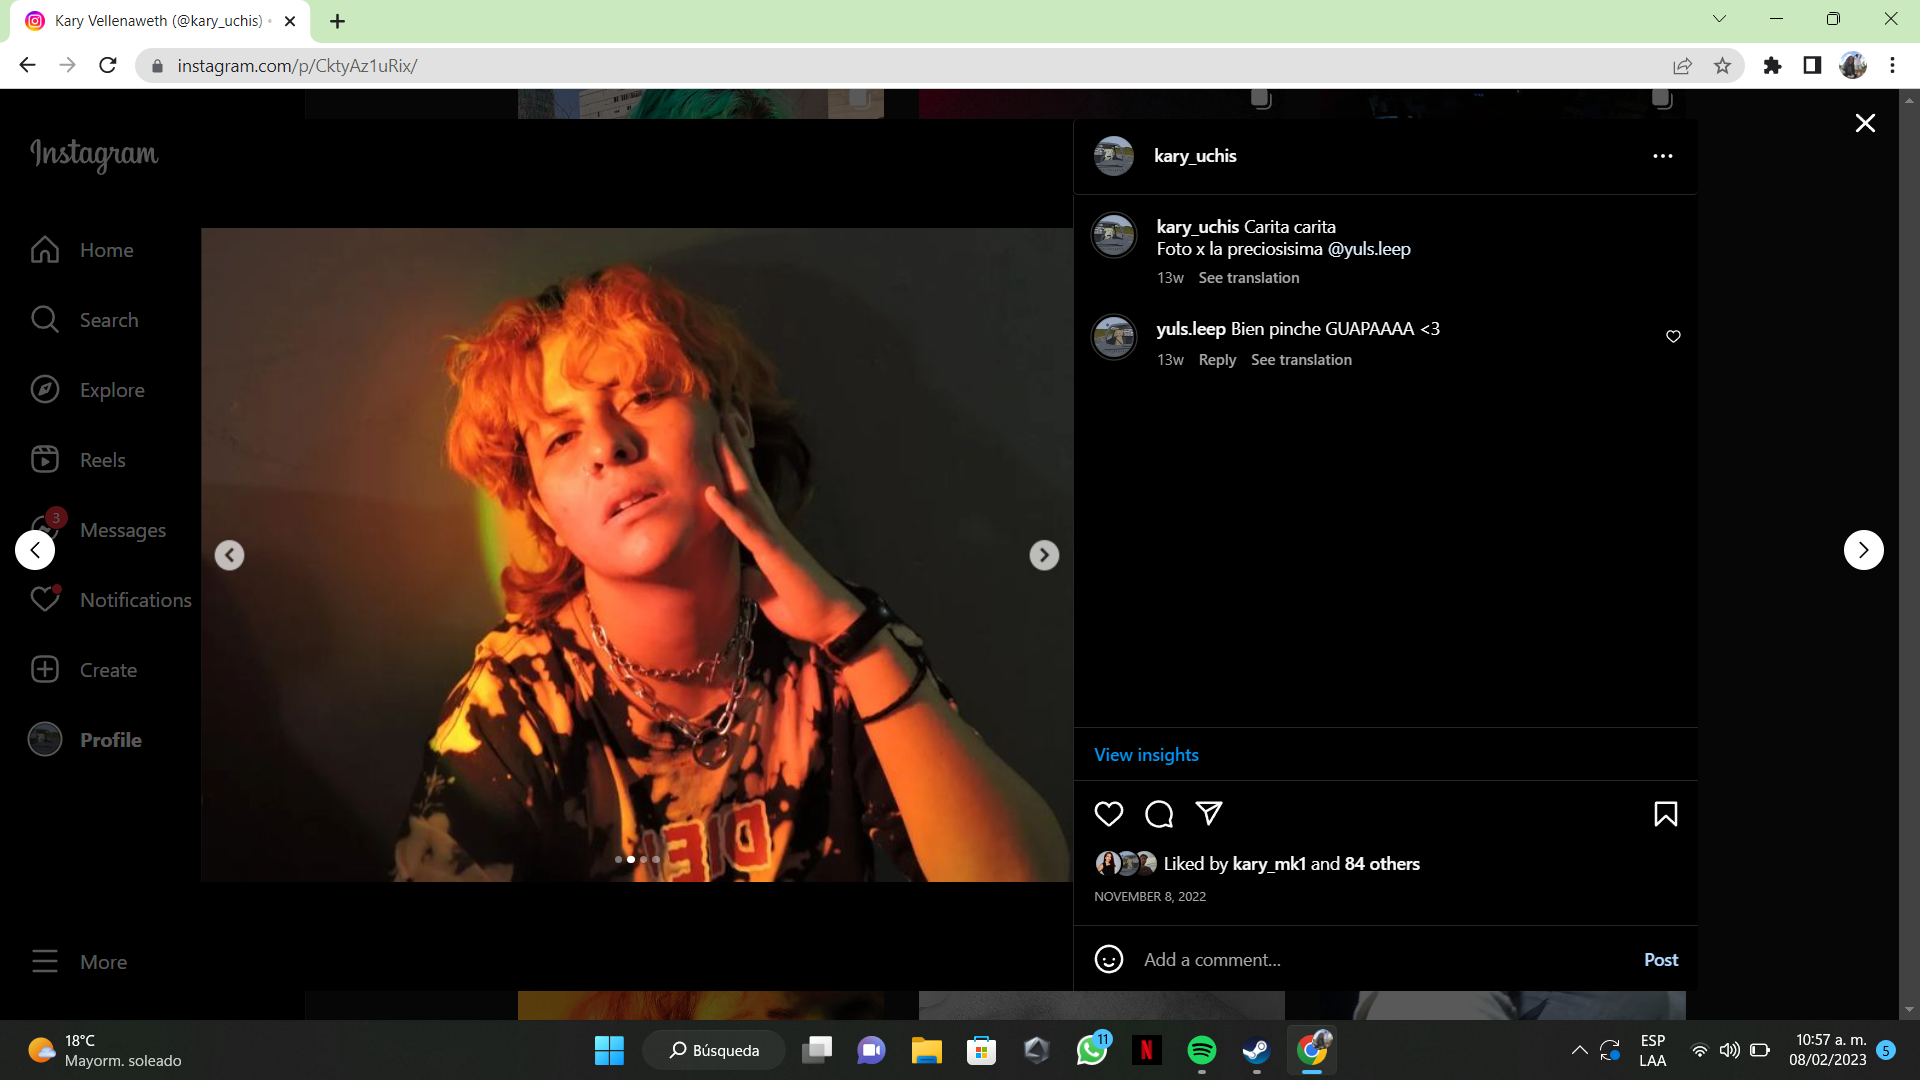 Kary Vellenaweth (@kary_uchis) •
instagram.com/p/CktyAz1uRix/
Instagram
Home
Search
Explore
Reels
3
Messages
Notifications
Create
Profile
More
kary_uchis
kary_uchis Carita carita
Foto x la preciosisima @yuls.leep
13w See translation
yuls.leep Bien pinche GUAPAAAA <3
13w Reply See translation
View insights
Liked by kary_mk1 and 84 others
NOVEMBER 8, 2022
Add a comment...
Post
18°C
Mayorm. soleado
Búsqueda
11
N
ESP
LAA
10:57 a. m.
08/02/2023
5